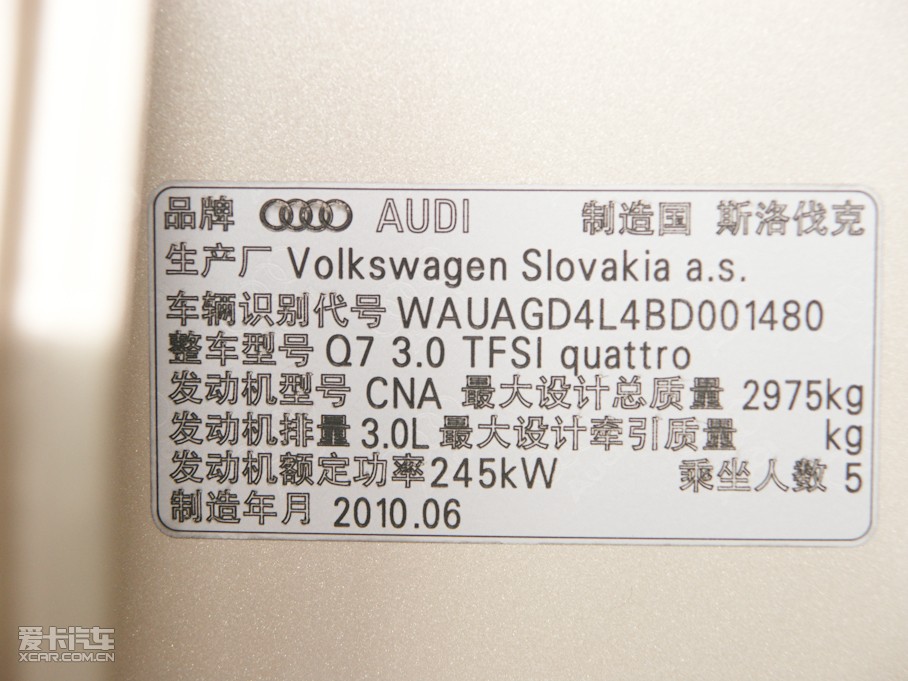 品牌 AUDI 制造国 斯洛伐克
生产厂 Volkswagen Slovakia a.s.
车辆识别代号 WAUAGD4L4BD001480
整车型号 Q7 3.0 TFSI quattro
发动机型号 CNA 最大设计总质量 2975kg
发动机排量 3.0L 最大设计牵引质量 kg
发动机额定功率 245kW 乘坐人数 5
制造年月 2010.06
爱卡汽车
XCAR.COM.CN